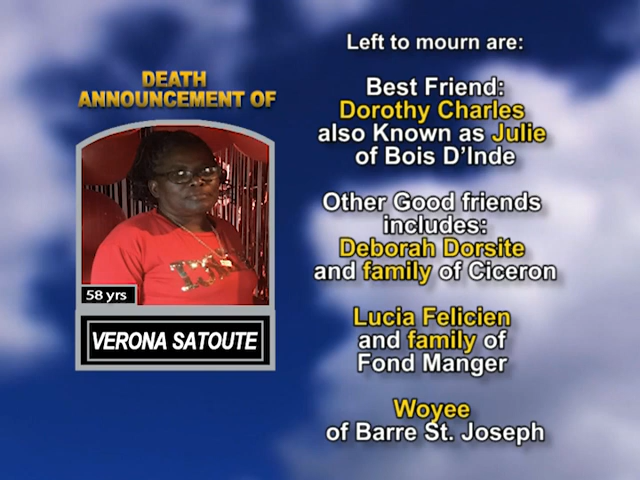 DEATH
ANNOUNCEMENT OF
58 yrs
VERONA SATOUTE
Left to mourn are:
Best Friend:
Dorothy Charles
also Known as Julie
of Bois D'Inde
Other Good friends
includes:
Deborah Dorsite
and family of Ciceron
Lucia Felicien
and family of
Fond Manger
Woyee
of Barre St. Joseph